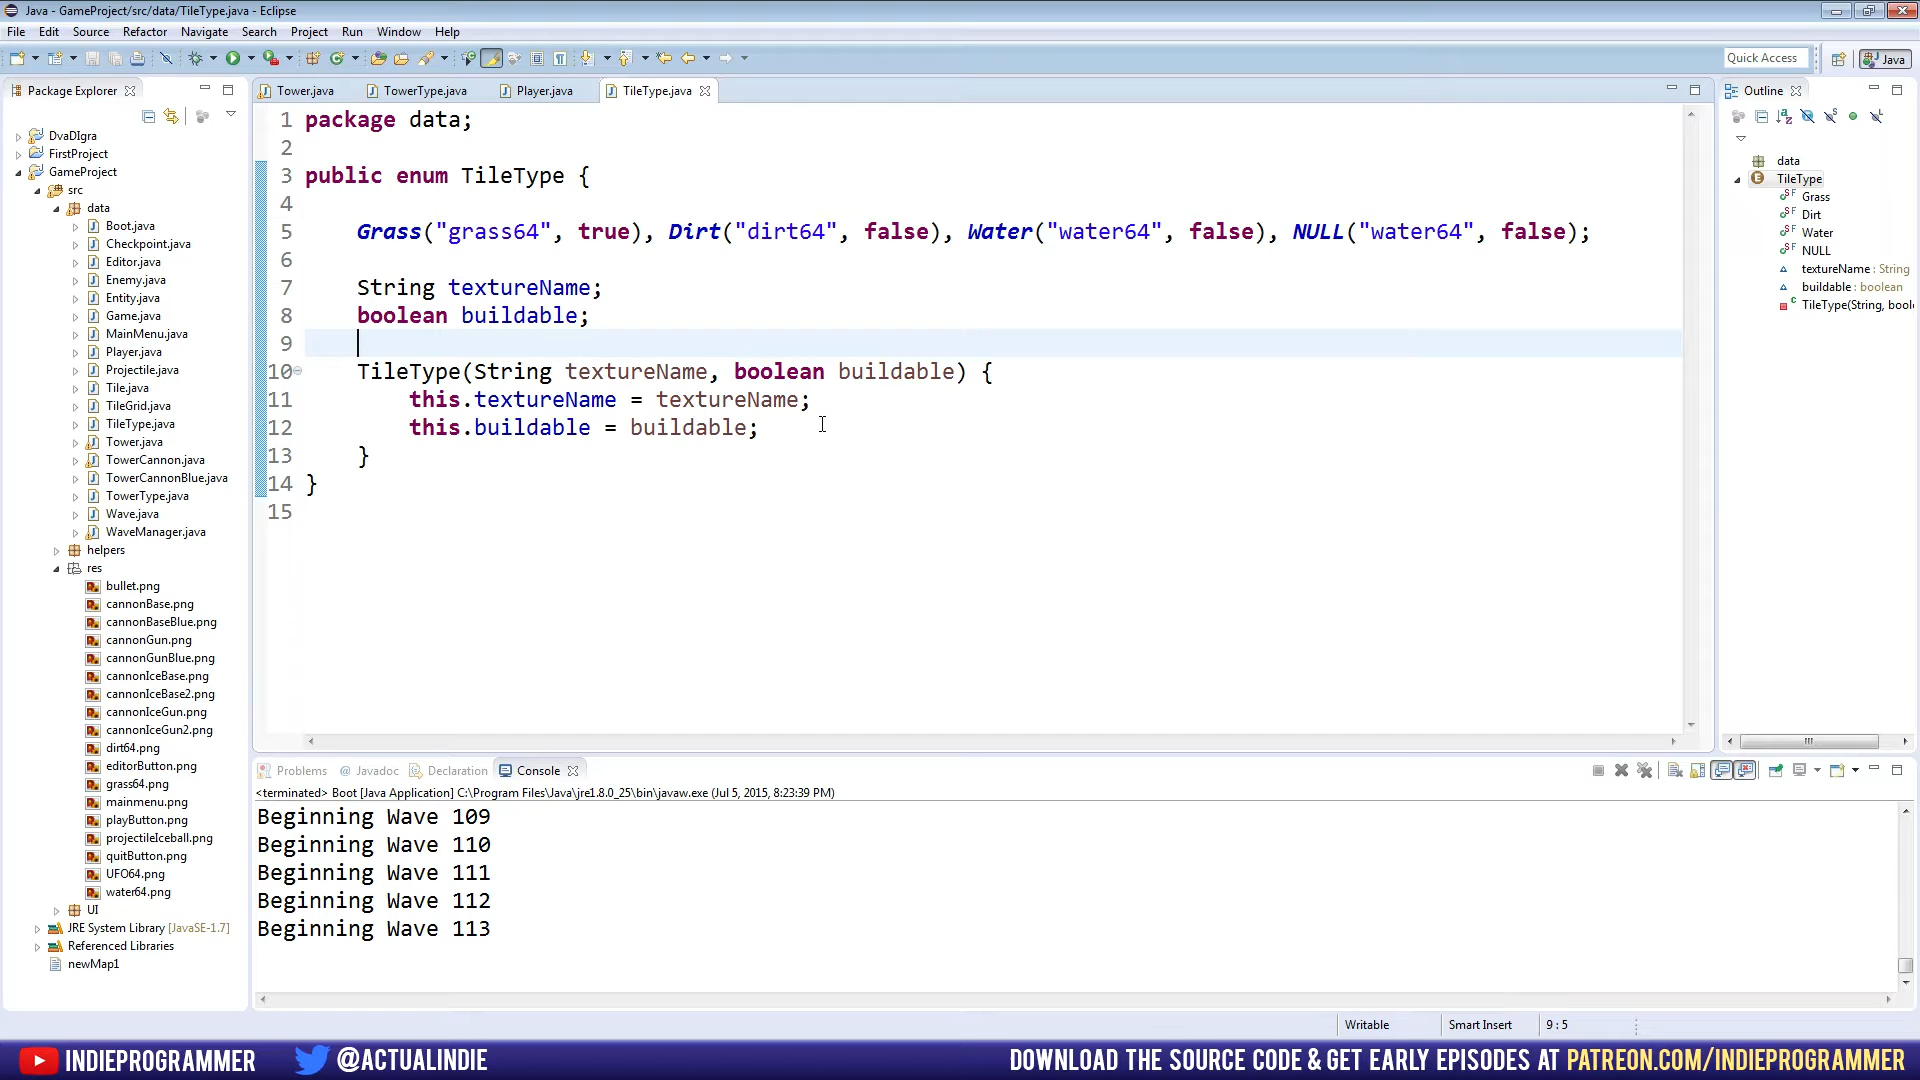 Java - GameProject/src/data/TileType.java - Eclipse
File Edit Source Refactor Navigate Search Project Run Window Help
Quick Access
Java
Package Explorer
DvaDIgra
FirstProject
GameProject
src
data
Boot.java
Checkpoint.java
Editor.java
Enemy.java
Entity.java
Game.java
MainMenu.java
Player.java
Projectile.java
Tile.java
TileGrid.java
TileType.java
Tower.java
TowerCannon.java
TowerCannonBlue.java
TowerType.java
Wave.java
WaveManager.java
helpers
res
bullet.png
cannonBase.png
cannonBaseBlue.png
cannonGun.png
cannonGunBlue.png
cannonIceBase.png
cannonIceBase2.png
cannonIceGun.png
cannonIceGun2.png
dirt64.png
editorButton.png
grass64.png
mainmenu.png
playButton.png
projectileIceball.png
quitButton.png
UFO64.png
water64.png
UI
JRE System Library [JavaSE-1.7]
Referenced Libraries
newMap1
Tower.java TowerType.java Player.java TileType.java
1 package data;
2
3 public enum TileType {
4
5 Grass("grass64", true), Dirt("dirt64", false), Water("water64", false), NULL("water64", false);
6
7 String textureName;
8 boolean buildable;
9
10 TileType(String textureName, boolean buildable) {
11 this.textureName = textureName;
12 this.buildable = buildable;
13 }
14 }
15
Outline
data
TileType
Grass
Dirt
Water
NULL
textureName : String
buildable : boolean
TileType(String, bool
Problems Javadoc Declaration Console
<terminated> Boot [Java Application] C:\Program Files\Java\jre1.8.0_25\bin\javaw.exe (Jul 5, 2015, 8:23:39 PM)
Beginning Wave 109
Beginning Wave 110
Beginning Wave 111
Beginning Wave 112
Beginning Wave 113
Writable Smart Insert 9 : 5
INDIEPROGRAMMER @ACTUALINDIE DOWNLOAD THE SOURCE CODE & GET EARLY EPISODES AT PATREON.COM/INDIEPROGRAMMER